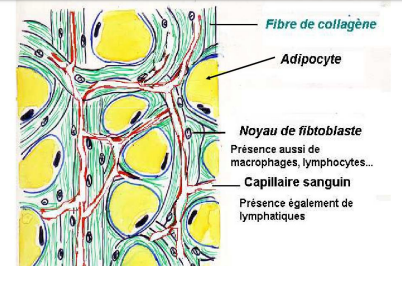 Fibre de collagène
Adipocyte
Noyau de fibtoblaste
Présence aussi de
macrophages, lymphocytes...
Capillaire sanguin
Présence également de
lymphatiques